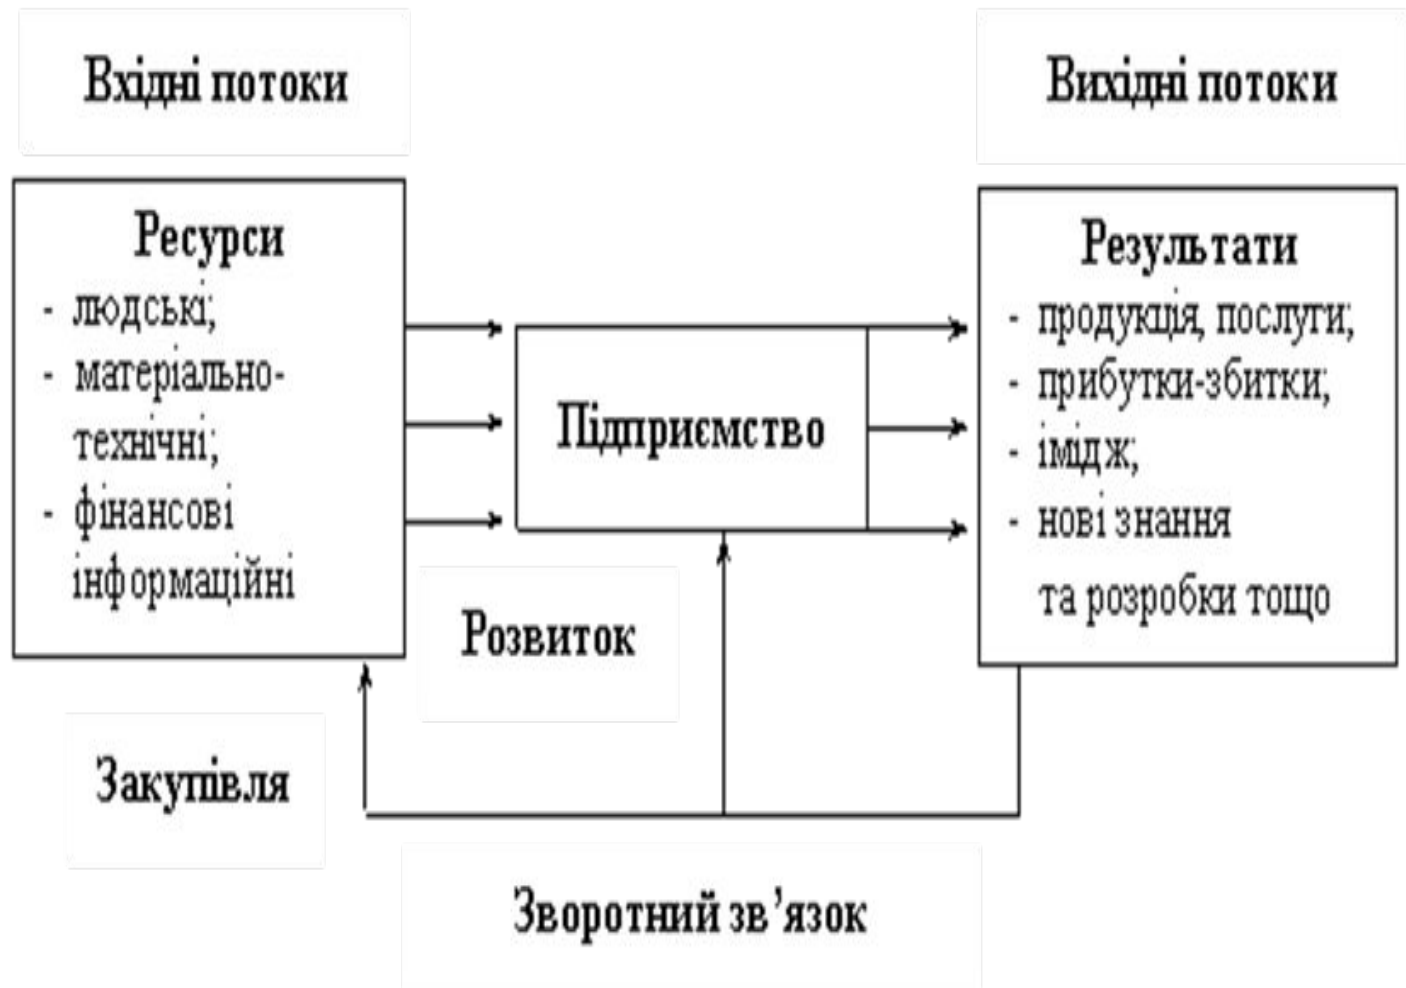 Вхідні потоки
Вихідні потоки
Ресурси
- людські;
- матеріально-
технічні;
- фінансові
інформаційні
Підприємство
Результати
- продукція, послуги;
- прибутки-збитки;
- імідж;
- нові знання
та розробки тощо
Розвиток
Закупівля
Зворотний зв’язок